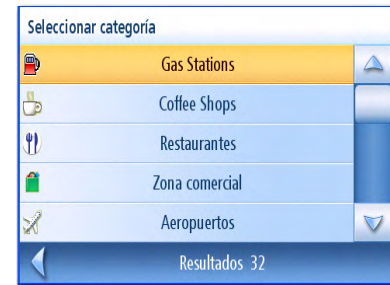 Seleccionar categoría
Gas Stations
Coffee Shops
Restaurantes
Zona comercial
Aeropuertos
Resultados 32